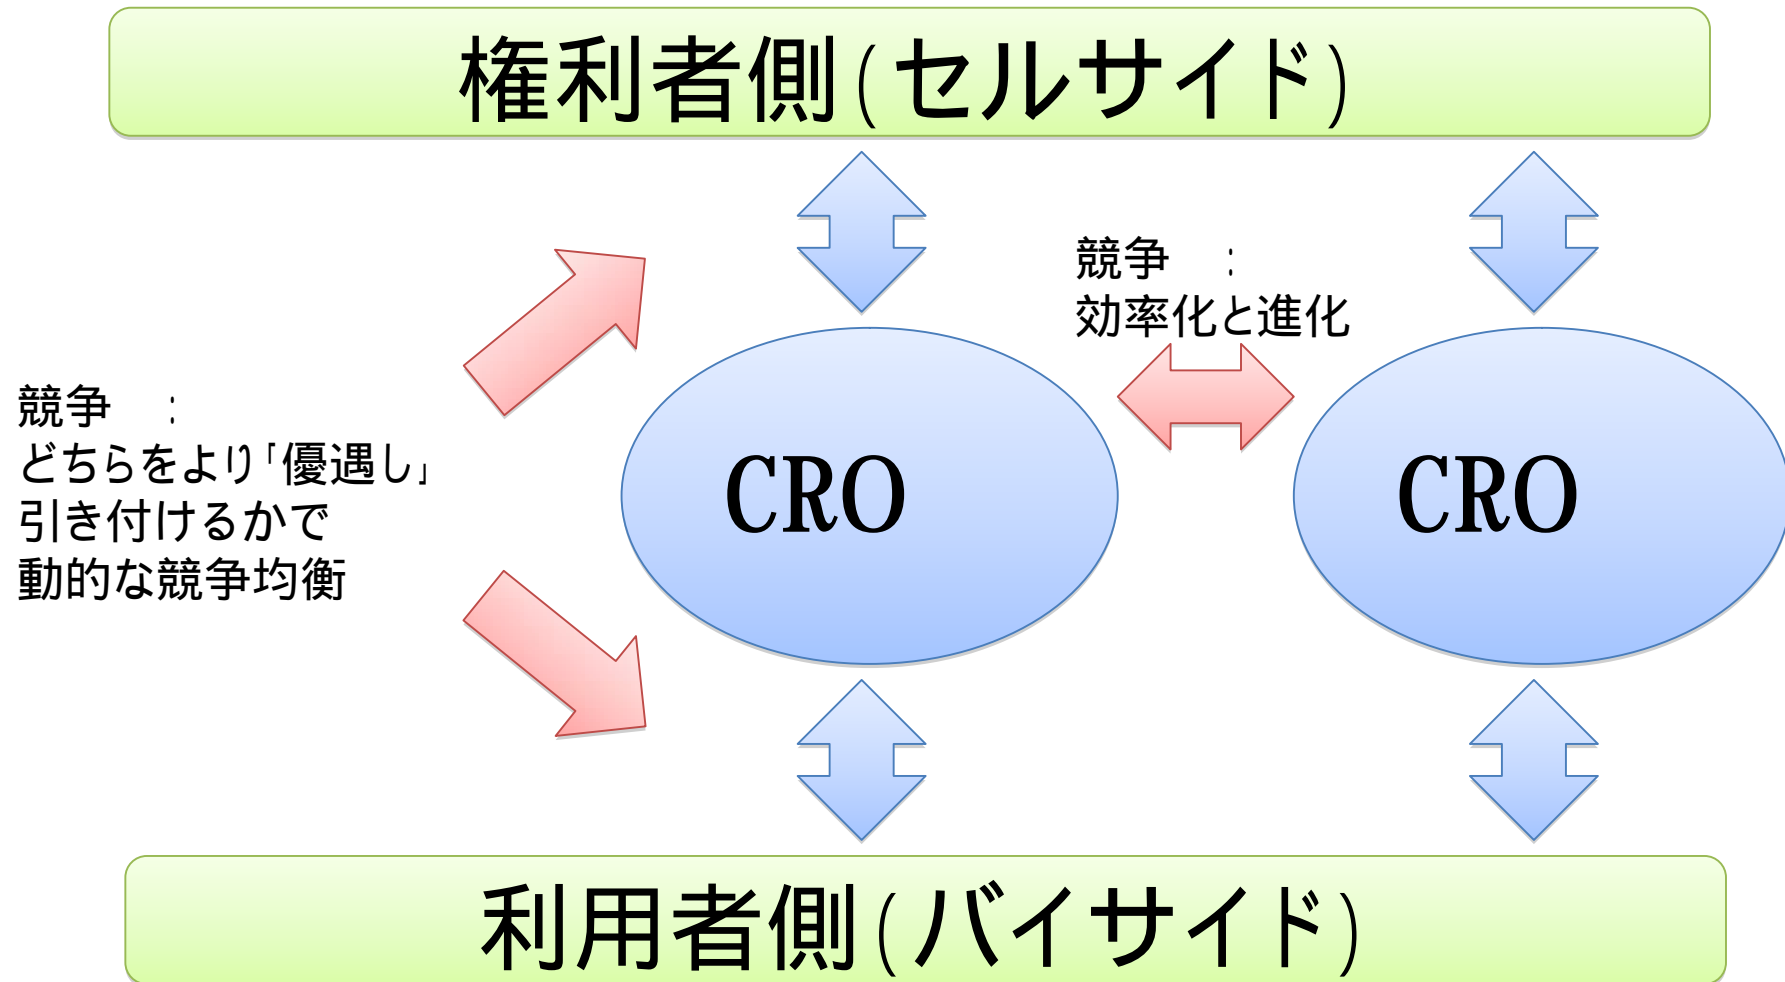 権利者側(セルサイド)
競争　:
効率化と進化
競争　:
どちらをより「優遇し」
引き付けるかで
動的な競争均衡
CRO
CRO
利用者側(バイサイド)